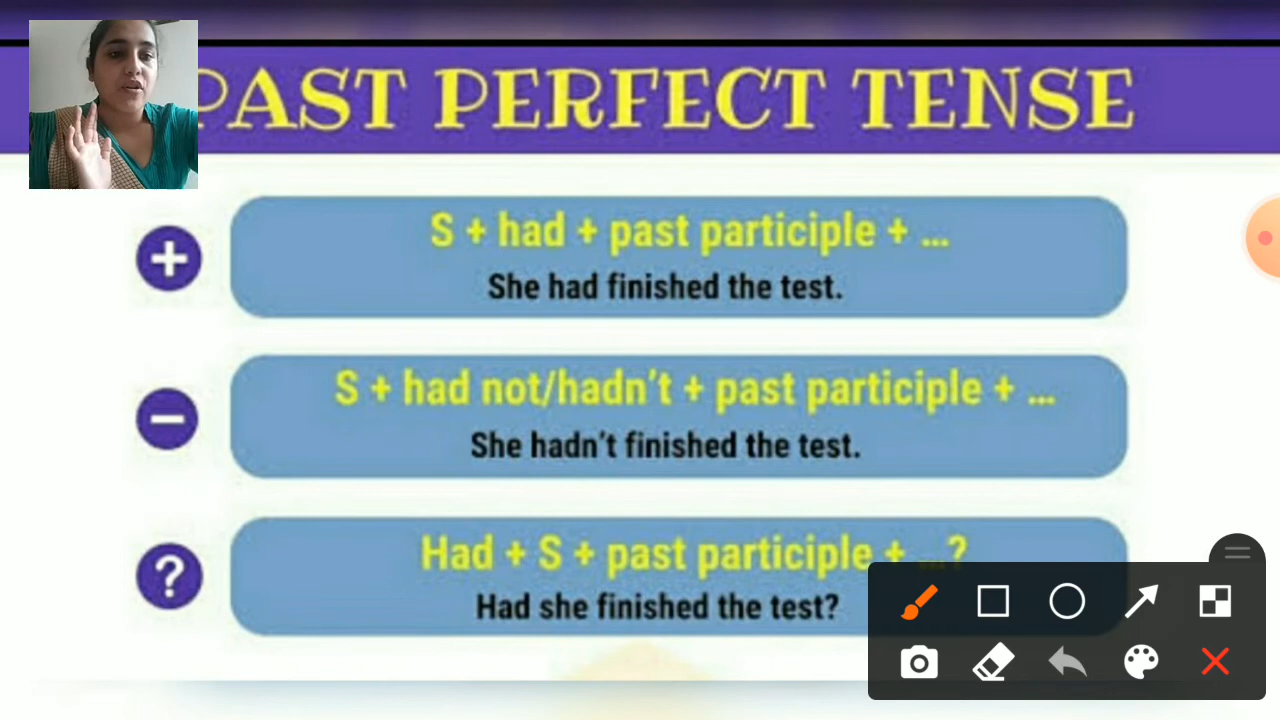 PAST PERFECT TENSE
S + had + past participle + ...
She had finished the test.
S + had not/hadn't + past participle + ...
She hadn't finished the test.
Had + S + past participle + ...?
Had she finished the test?